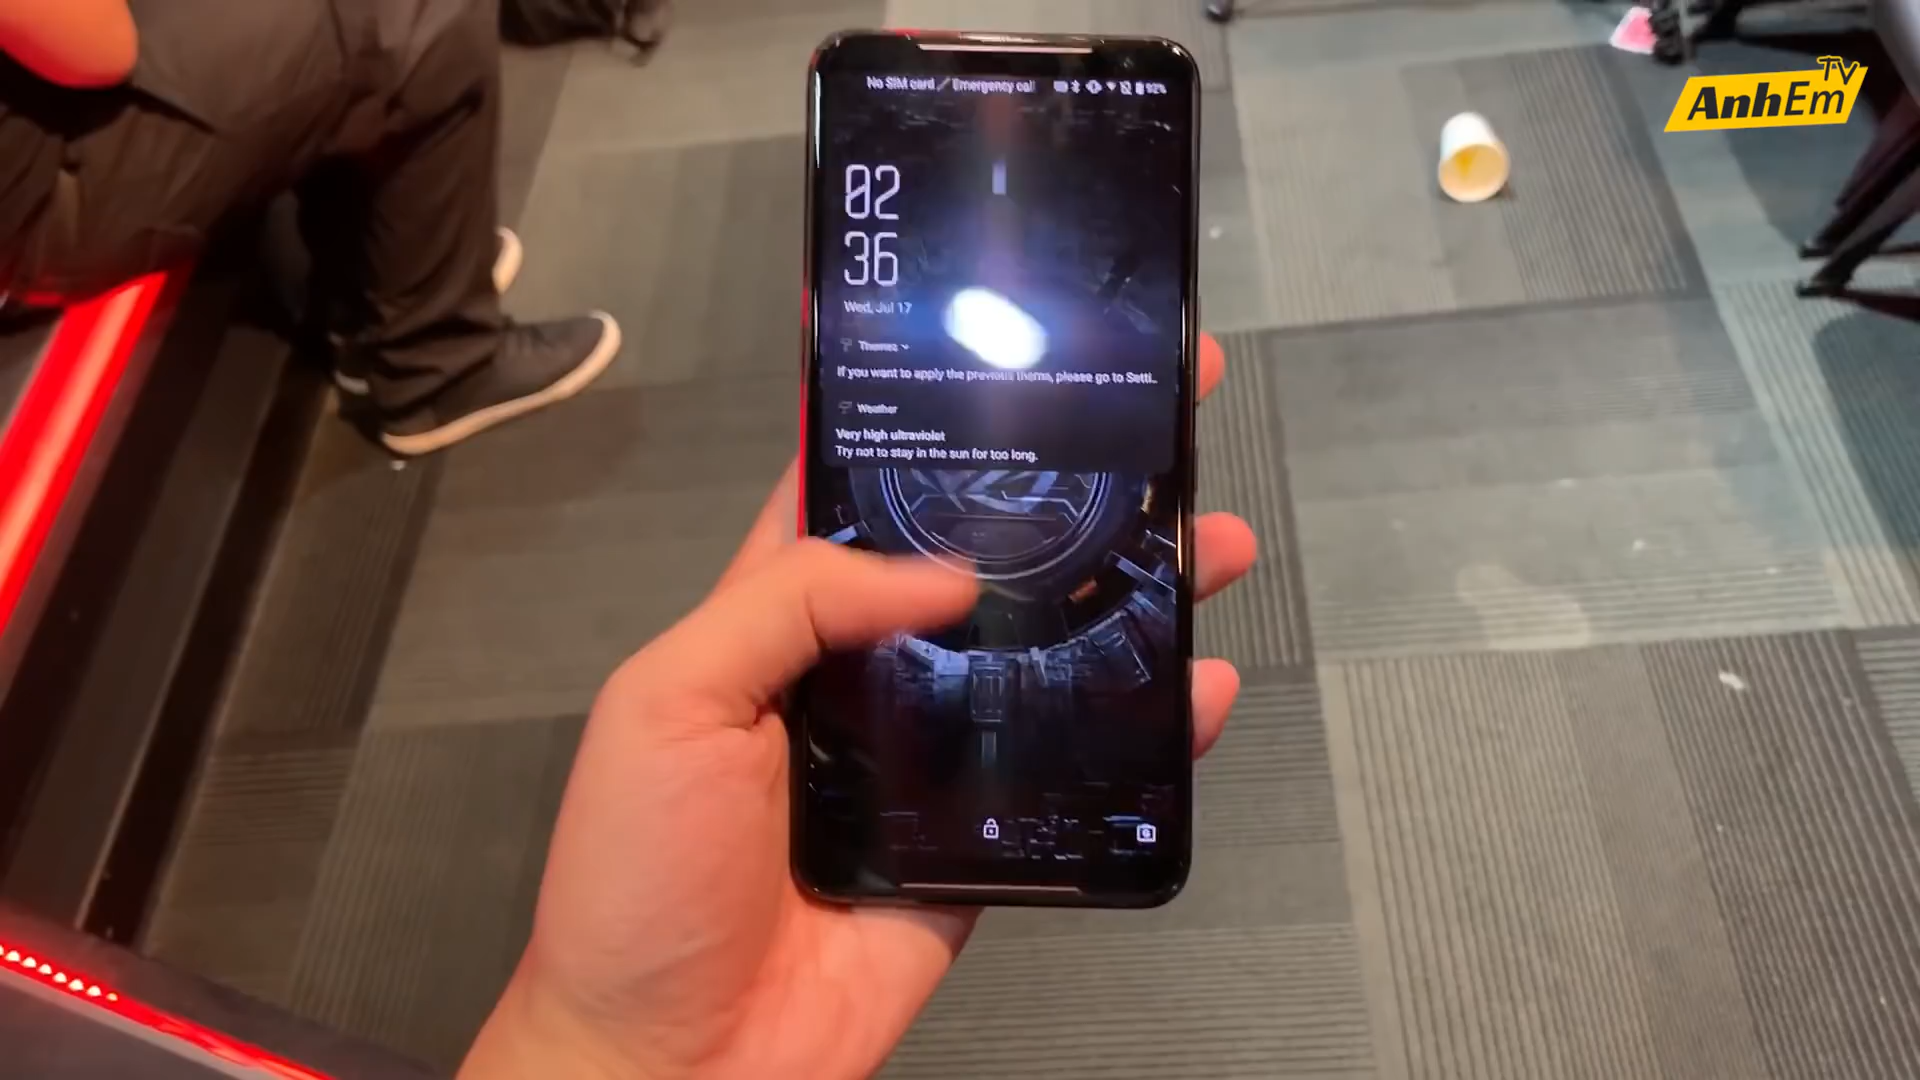 AnhEm TV
No SIM card / Emergency call
92%
02
36
Wed, Jul 17
Themes
If you want to apply the previous theme, please go to Setti...
Weather
Very high ultraviolet
Try not to stay in the sun for too long.